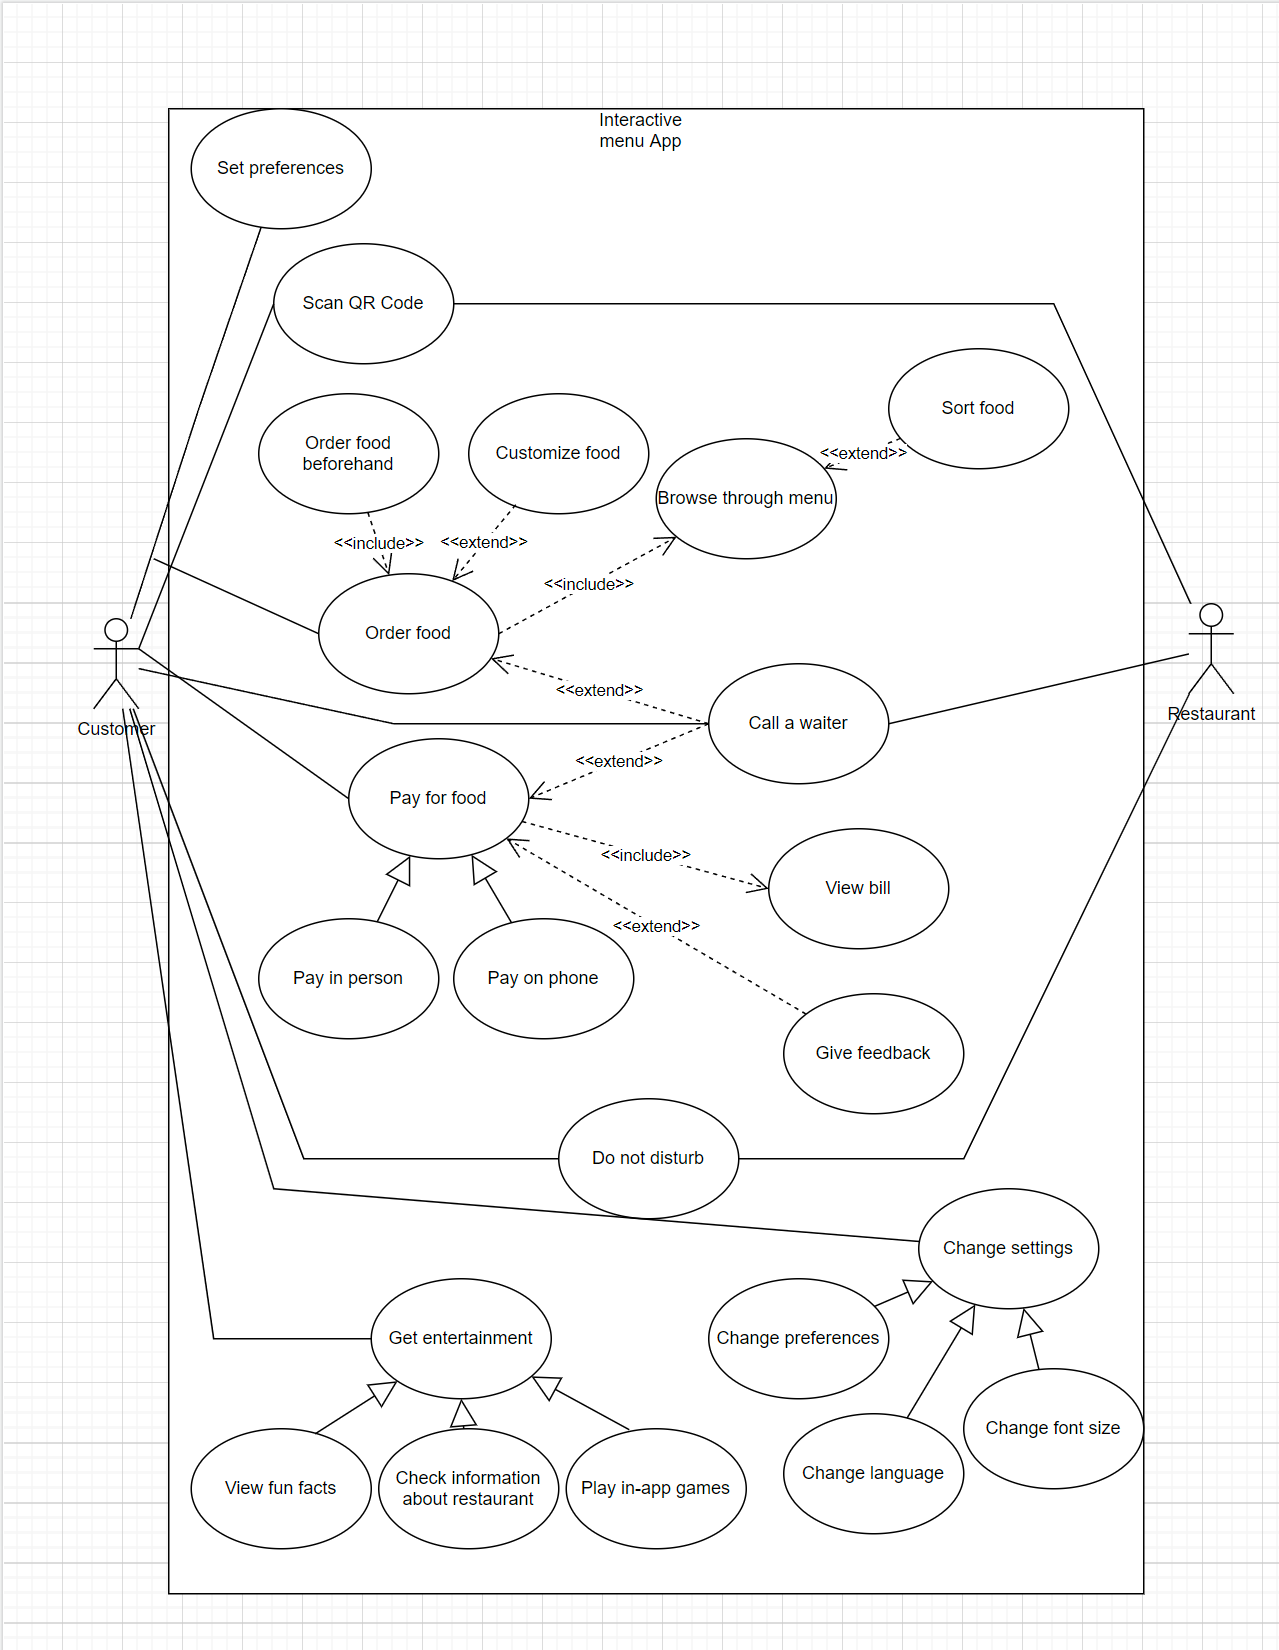 Interactive
menu App
Set preferences
Scan QR Code
Sort food
Order food
beforehand
Customize food
<<extend>>
Browse through menu
<<include>>
<<extend>>
<<include>>
Order food
<<extend>>
Call a waiter
Customer
Restaurant
<<extend>>
Pay for food
<<include>>
View bill
<<extend>>
Pay in person
Pay on phone
Give feedback
Do not disturb
Change settings
Get entertainment
Change preferences
Change font size
Change language
View fun facts
Check information
about restaurant
Play in-app games